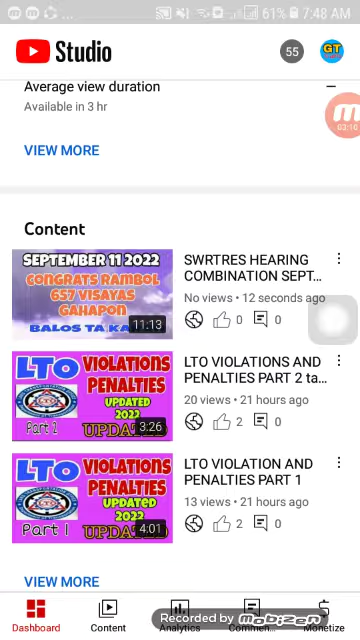 61% 7:48 AM
Studio
55
GT
Average view duration
Available in 3 hr
03:10
VIEW MORE
Content
SEPTEMBER 11 2022
CONGRATS RAMBOL
657 VISAYAS
GAHAPON
BALOS TA KA
11:13
SWRTRES HEARING
COMBINATION SEPT...
No views • 12 seconds ago
0 0
LTO VIOLATIONS
PENALTIES
UPDATED
2022
Part 2 UPDATED
3:26
LTO VIOLATIONS AND
PENALTIES PART 2 ta...
20 views • 21 hours ago
2 0
LTO Violations
PENALTIES
UPDATED
2022
Part 1 UPDATED
4:01
LTO VIOLATION AND
PENALTIES PART 1
13 views • 21 hours ago
2 0
VIEW MORE
Dashboard Content Analytics Commen... Monetize
Recorded by mobizen